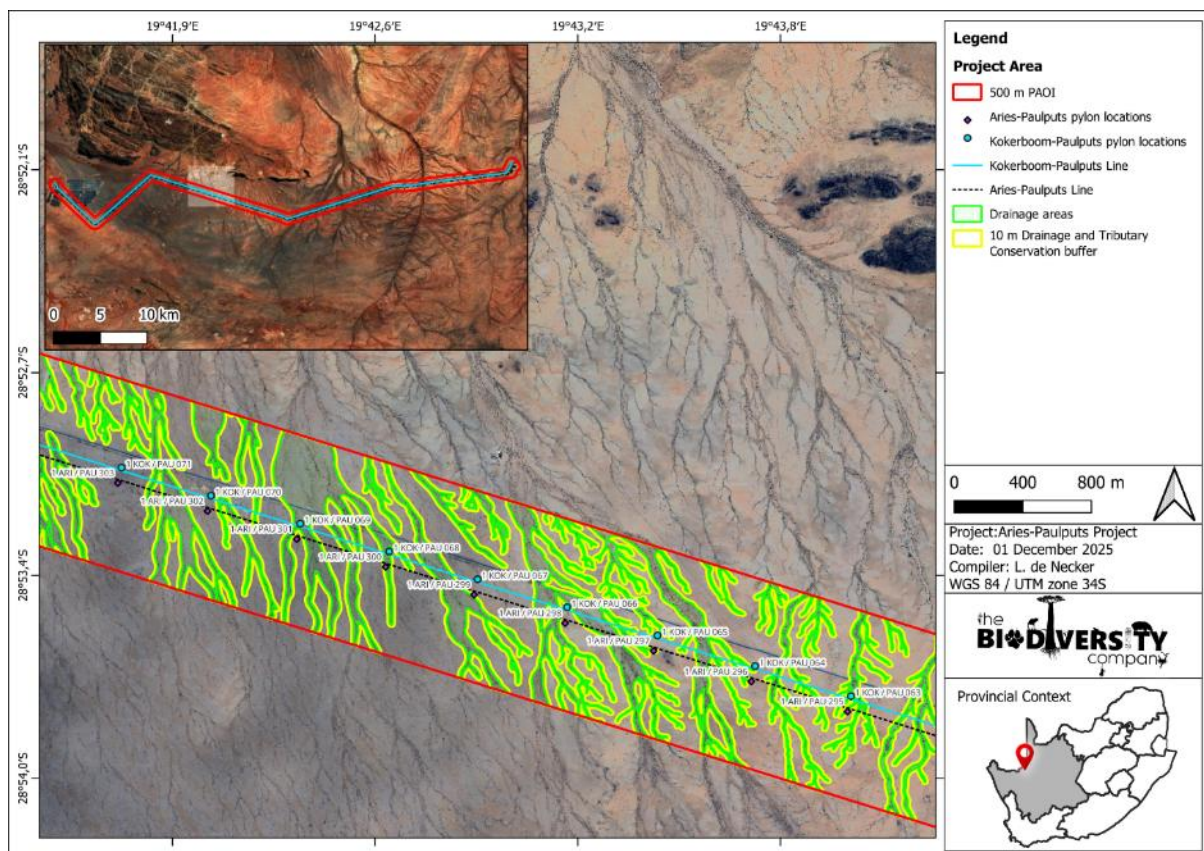 19°41,9'E
19°42,6'E
19°43,2'E
19°43,8'E
28°52,1'S
28°52,7'S
28°53,4'S
28°54,0'S
0 5 10 km
1 KOK / PAU 071
1 ARI / PAU 303
1 KOK / PAU 070
1 ARI / PAU 302
1 KOK / PAU 069
1 ARI / PAU 301
1 KOK / PAU 068
1 ARI / PAU 300
1 KOK / PAU 067
1 ARI / PAU 299
1 KOK / PAU 066
1 ARI / PAU 298
1 KOK / PAU 065
1 ARI / PAU 297
1 KOK / PAU 064
1 ARI / PAU 296
1 KOK / PAU 063
1 ARI / PAU 295
Legend
Project Area
500 m PAOI
Aries-Paulputs pylon locations
Kokerboom-Paulputs pylon locations
Kokerboom-Paulputs Line
Aries-Paulputs Line
Drainage areas
10 m Drainage and Tributary
Conservation buffer
0 400 800 m
Project:Aries-Paulputs Project
Date: 01 December 2025
Compiler: L. de Necker
WGS 84 / UTM zone 34S
the
BIODIVERSITY
company
Provincial Context